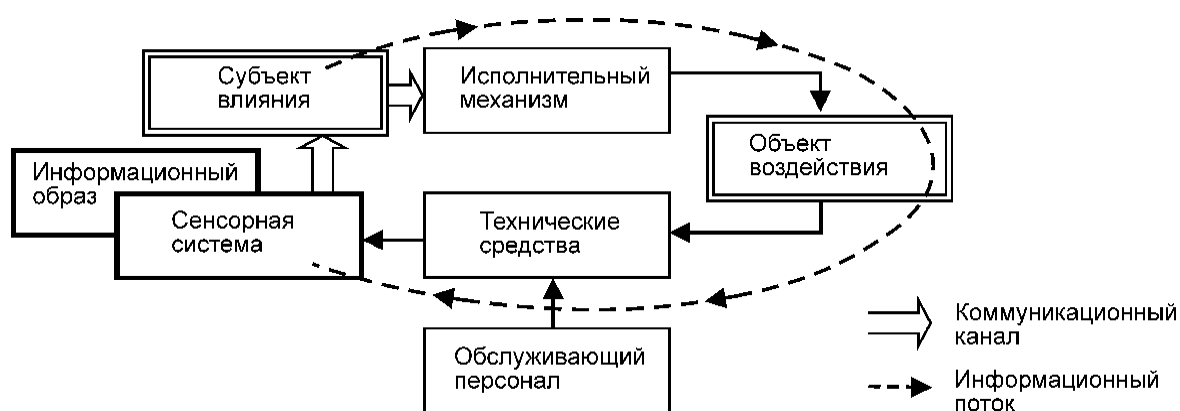 Субъект
влияния
Исполнительный
механизм
Объект
воздействия
Информационный
образ
Сенсорная
система
Технические
средства
Обслуживающий
персонал
Коммуникационный
канал
Информационный
поток